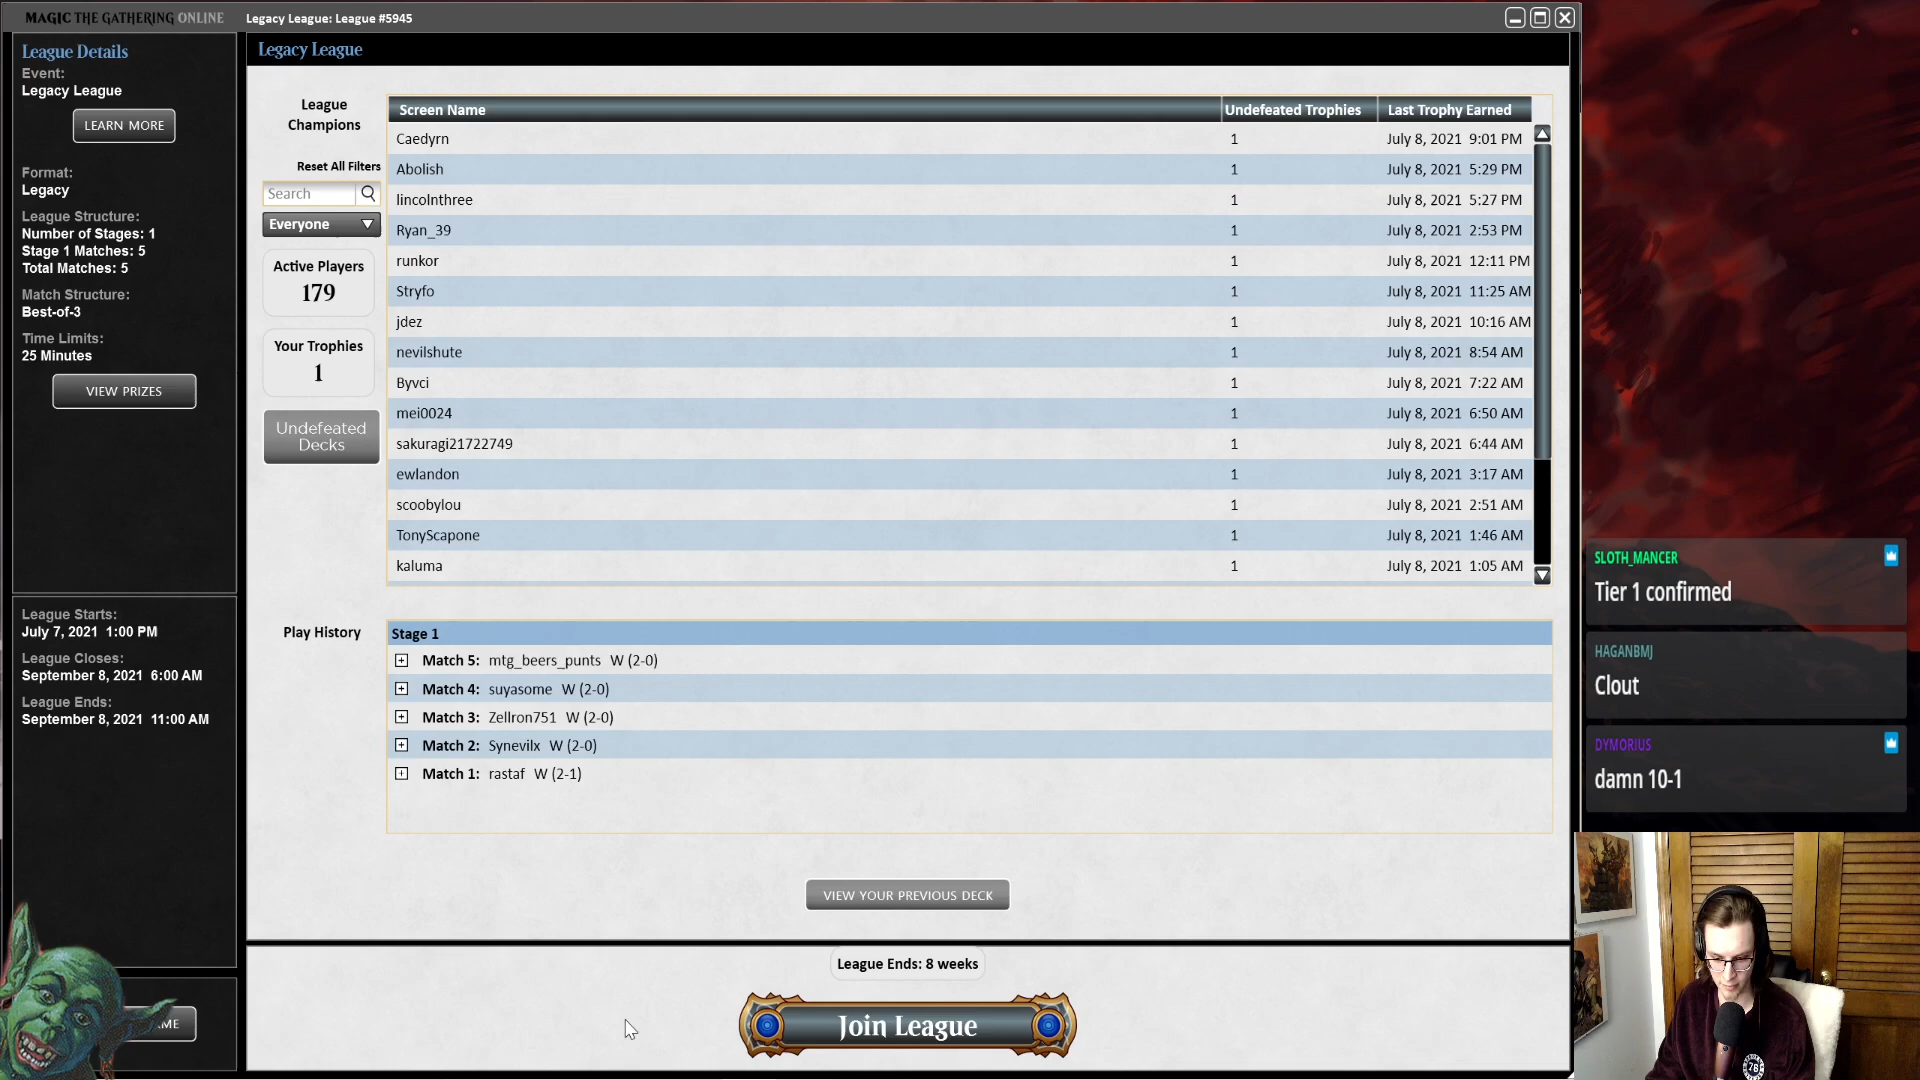 MAGIC THE GATHERING ONLINE
Legacy League: League #5945
League Details
Event:
Legacy League
LEARN MORE
Format:
Legacy
League Structure:
Number of Stages: 1
Stage 1 Matches: 5
Total Matches: 5
Match Structure:
Best-of-3
Time Limits:
25 Minutes
VIEW PRIZES
League Starts:
July 7, 2021 1:00 PM
League Closes:
September 8, 2021 6:00 AM
League Ends:
September 8, 2021 11:00 AM
Legacy League
League
Champions
Reset All Filters
Search
Everyone
Active Players
179
Your Trophies
1
Undefeated
Decks
Screen Name Undefeated Trophies Last Trophy Earned
Caedyrn 1 July 8, 2021 9:01 PM
Abolish 1 July 8, 2021 5:29 PM
lincolnthree 1 July 8, 2021 5:27 PM
Ryan_39 1 July 8, 2021 2:53 PM
runkor 1 July 8, 2021 12:11 PM
Stryfo 1 July 8, 2021 11:25 AM
jdez 1 July 8, 2021 10:16 AM
nevilshute 1 July 8, 2021 8:54 AM
Byvci 1 July 8, 2021 7:22 AM
mei0024 1 July 8, 2021 6:50 AM
sakuragi21722749 1 July 8, 2021 6:44 AM
ewlandon 1 July 8, 2021 3:17 AM
scoobylou 1 July 8, 2021 2:51 AM
TonyScapone 1 July 8, 2021 1:46 AM
kaluma 1 July 8, 2021 1:05 AM
Play History
Stage 1
Match 5: mtg_beers_punts W (2-0)
Match 4: suyasome W (2-0)
Match 3: Zellron751 W (2-0)
Match 2: Synevilx W (2-0)
Match 1: rastaf W (2-1)
VIEW YOUR PREVIOUS DECK
League Ends: 8 weeks
Join League
SLOTH_MANCER
Tier 1 confirmed
HAGANBMJ
Clout
DYMORIUS
damn 10-1